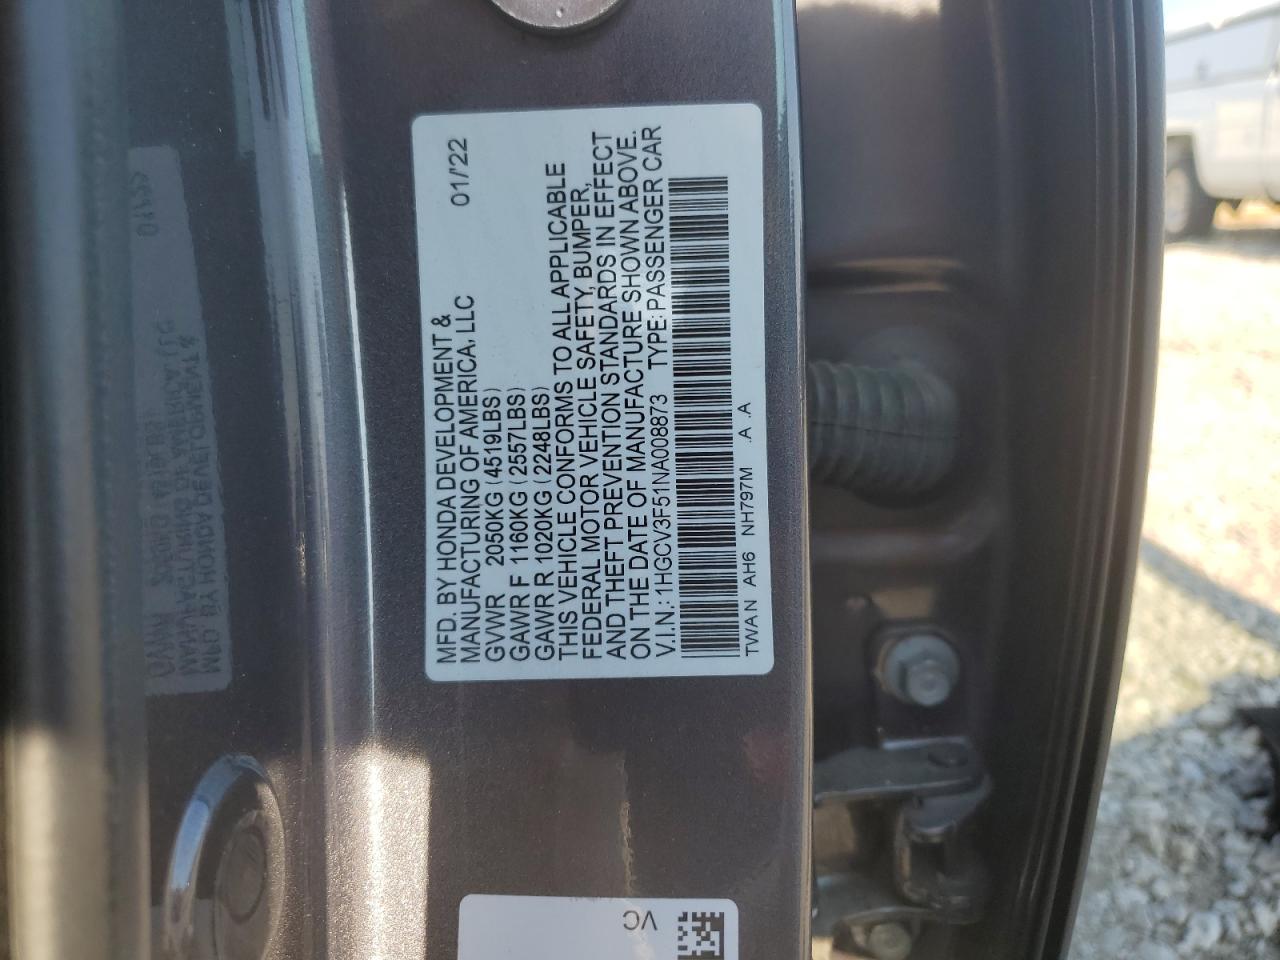 MFD. BY HONDA DEVELOPMENT & 01/'22
MANUFACTURING OF AMERICA, LLC
GVWR 2050KG (4519LBS)
GAWR F 1160KG (2557LBS)
GAWR R 1020KG (2248LBS)
THIS VEHICLE CONFORMS TO ALL APPLICABLE
FEDERAL MOTOR VEHICLE SAFETY, BUMPER,
AND THEFT PREVENTION STANDARDS IN EFFECT
ON THE DATE OF MANUFACTURE SHOWN ABOVE.
V.I.N.: 1HGCV3F51NA008873 TYPE: PASSENGER CAR
TWAN AH6 NH797M .A .A
VC